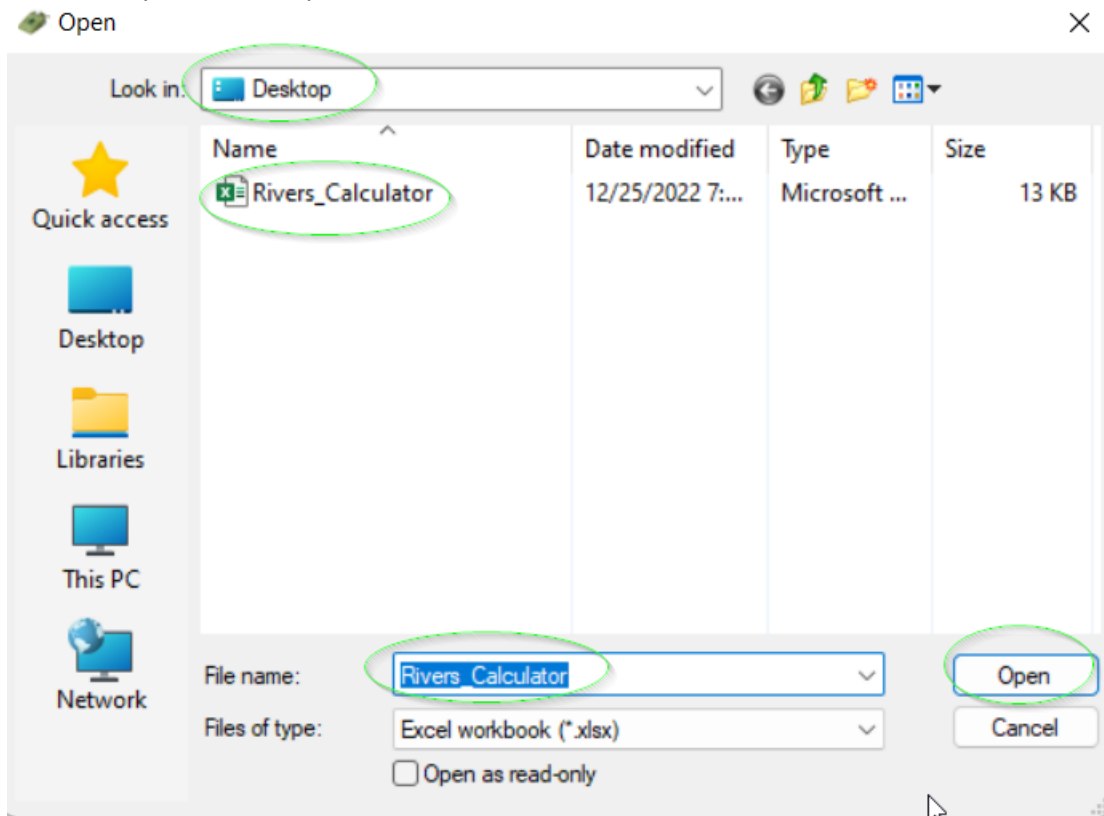 Open
Look in:
Desktop
Name Date modified Type Size
Rivers_Calculator 12/25/2022 7:... Microsoft ... 13 KB
Quick access
Desktop
Libraries
This PC
Network
File name: Rivers_Calculator Open
Files of type: Excel workbook (*.xlsx) Cancel
Open as read-only